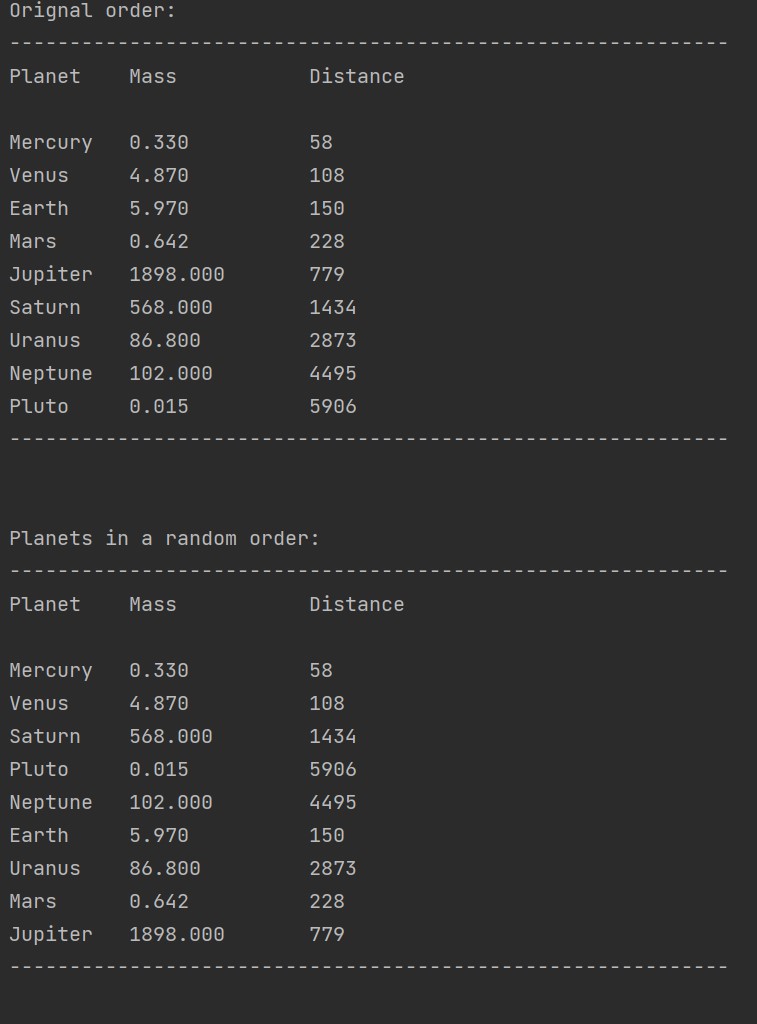 Orignal order:
------------------------------------------------------------
Planet    Mass           Distance
Mercury   0.330          58
Venus     4.870          108
Earth     5.970          150
Mars      0.642          228
Jupiter   1898.000       779
Saturn    568.000        1434
Uranus    86.800         2873
Neptune   102.000        4495
Pluto     0.015          5906
------------------------------------------------------------
Planets in a random order:
------------------------------------------------------------
Planet    Mass           Distance
Mercury   0.330          58
Venus     4.870          108
Saturn    568.000        1434
Pluto     0.015          5906
Neptune   102.000        4495
Earth     5.970          150
Uranus    86.800         2873
Mars      0.642          228
Jupiter   1898.000       779
------------------------------------------------------------